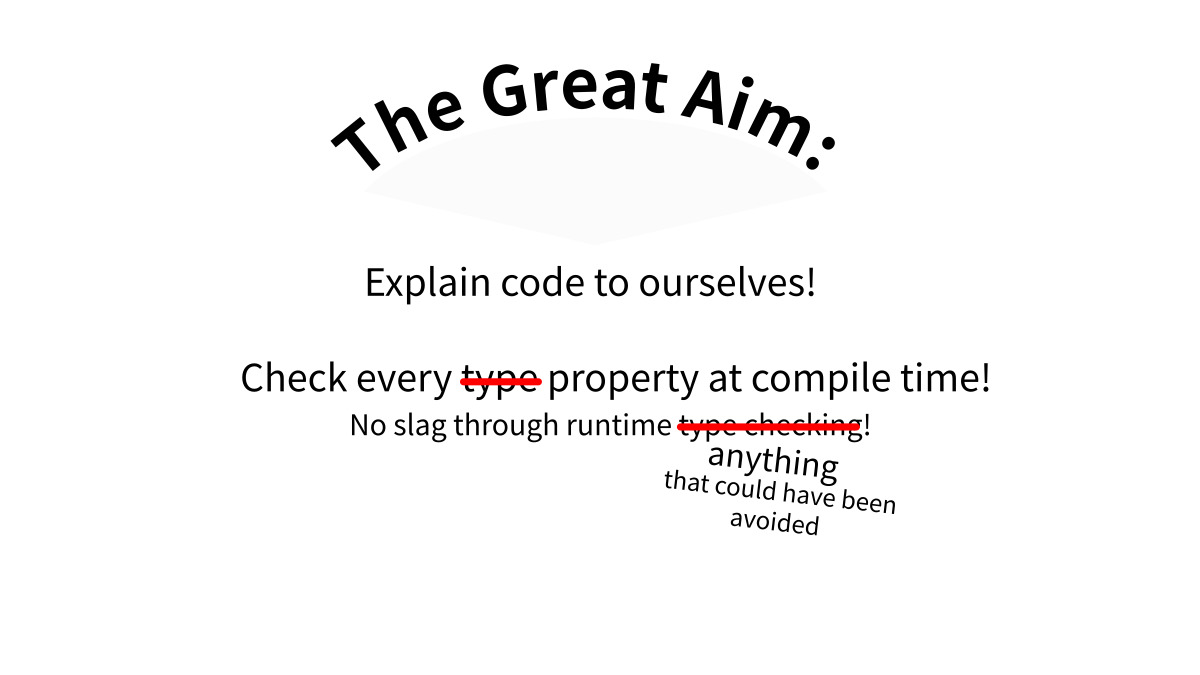 The Great Aim:
Explain code to ourselves!
Check every type property at compile time!
No slag through runtime type checking!
anything
that could have been
avoided